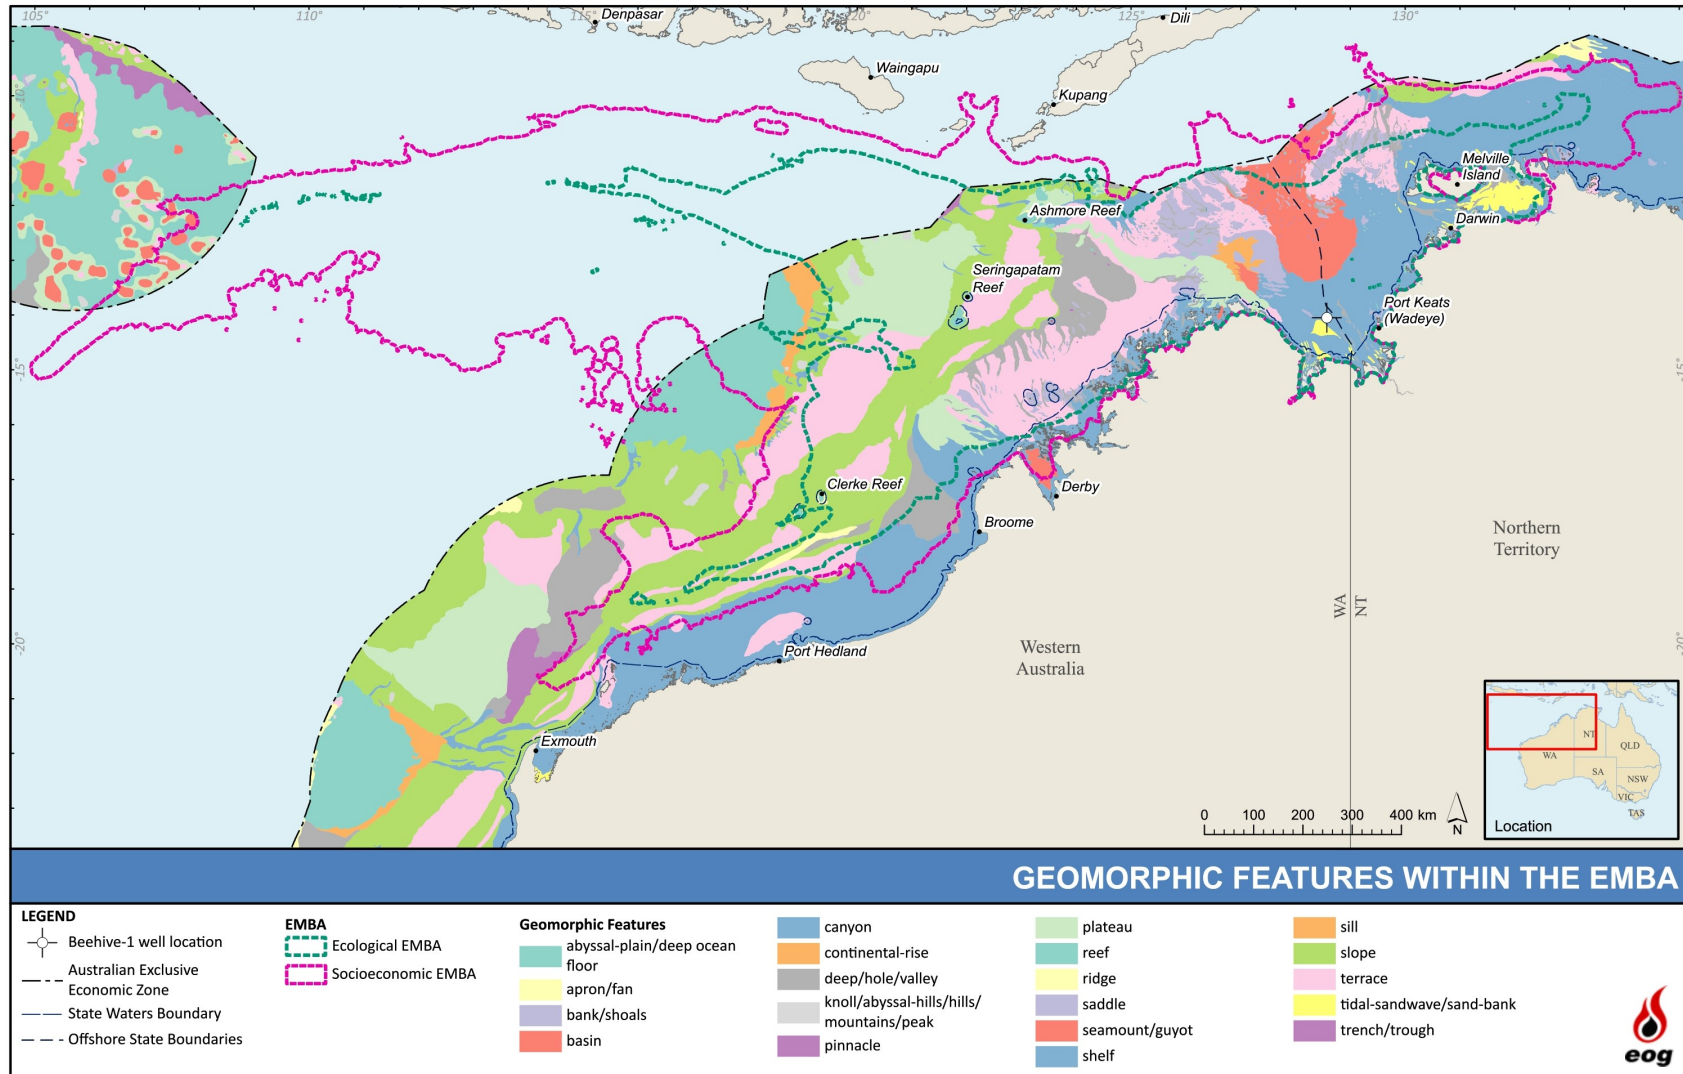 105°
110°
115°
120°
125°
130°
Denpasar
Dili
Waingapu
Kupang
-10°
Melville
Island
Ashmore Reef
Darwin
Seringapatam
Reef
Port Keats
(Wadeye)
-15°
-15°
Clerke Reef
Derby
Broome
Northern
Territory
WA
NT
-20°
-20°
Western
Australia
Port Hedland
Exmouth
0 100 200 300 400 km
N
NT
WA
QLD
SA
NSW
VIC
TAS
Location
GEOMORPHIC FEATURES WITHIN THE EMBA
LEGEND
Beehive-1 well location
Australian Exclusive
Economic Zone
State Waters Boundary
Offshore State Boundaries
EMBA
Ecological EMBA
Socioeconomic EMBA
Geomorphic Features
abyssal-plain/deep ocean
floor
apron/fan
bank/shoals
basin
canyon
continental-rise
deep/hole/valley
knoll/abyssal-hills/hills/
mountains/peak
pinnacle
plateau
reef
ridge
saddle
seamount/guyot
shelf
sill
slope
terrace
tidal-sandwave/sand-bank
trench/trough
eog